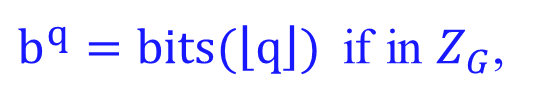 b^q = bits(⌊q⌋) if in Z_G,